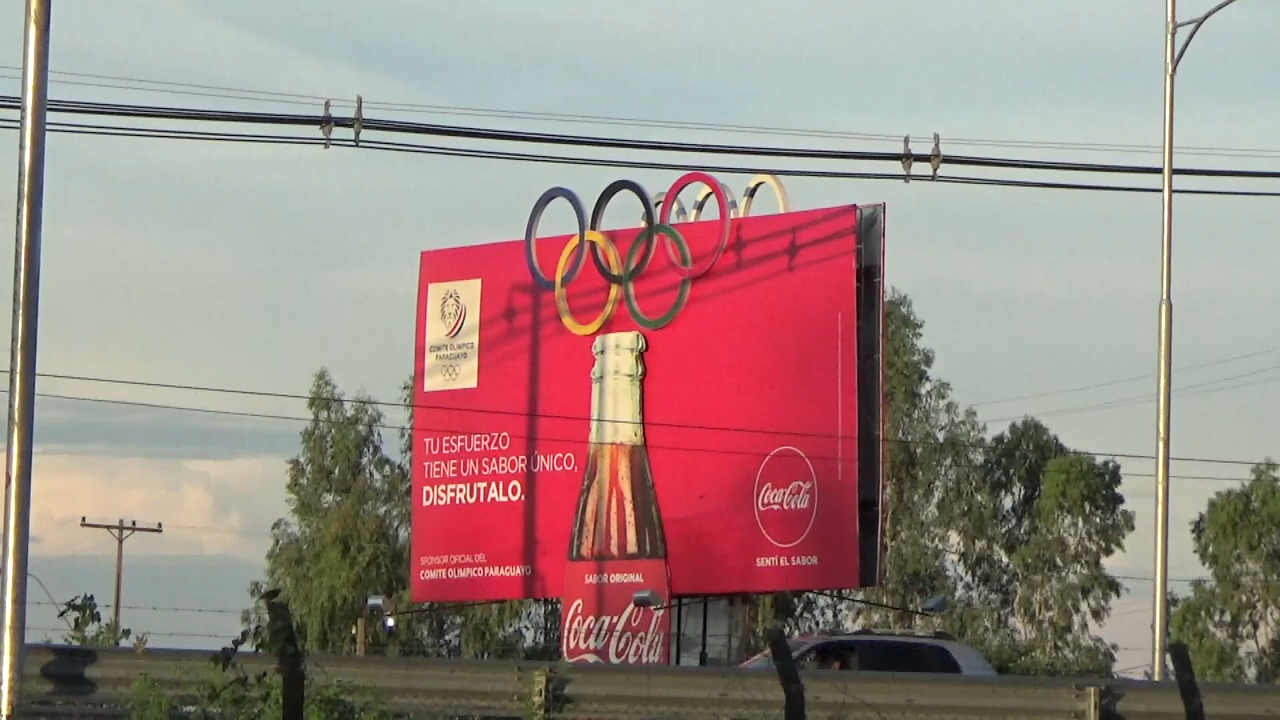 COMITE OLIMPICO
PARAGUAYO
TU ESFUERZO
TIENE UN SABOR ÚNICO,
DISFRUTALO.
SPONSOR OFICIAL DEL
COMITE OLIMPICO PARAGUAYO
SABOR ORIGINAL
Coca-Cola
Coca-Cola
SENTÍ EL SABOR